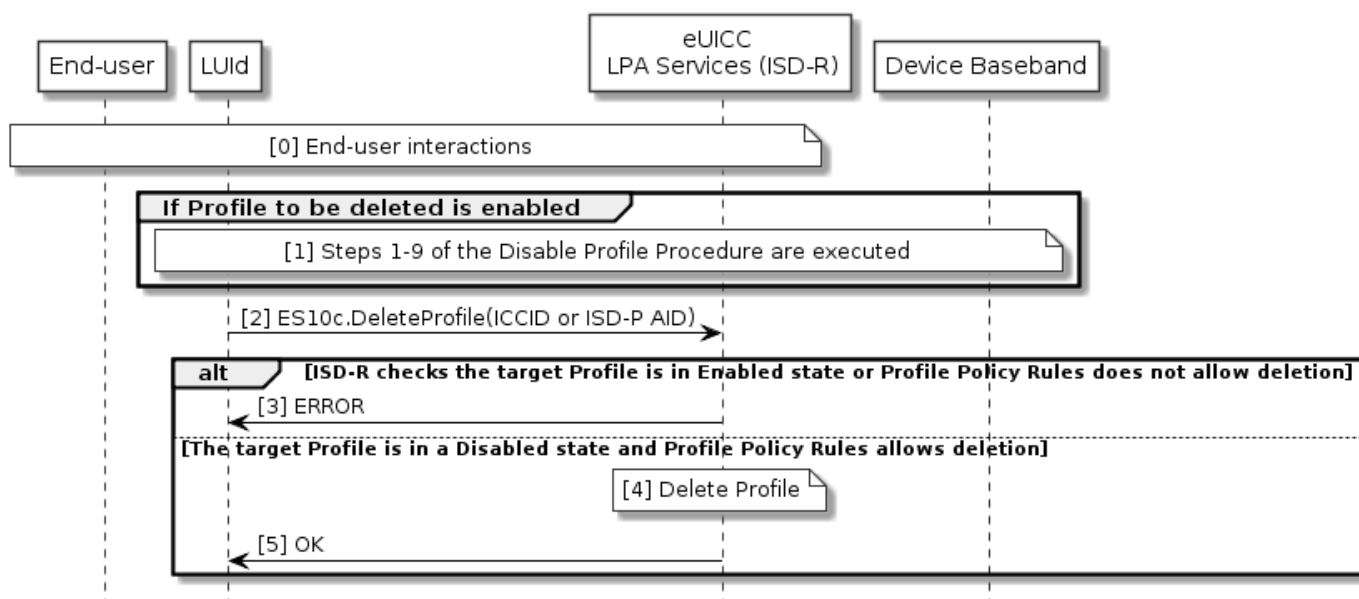 End-user
LUId
eUICC
LPA Services (ISD-R)
Device Baseband
[0] End-user interactions
If Profile to be deleted is enabled
[1] Steps 1-9 of the Disable Profile Procedure are executed
[2] ES10c.DeleteProfile(ICCID or ISD-P AID)
alt [ISD-R checks the target Profile is in Enabled state or Profile Policy Rules does not allow deletion]
[3] ERROR
[The target Profile is in a Disabled state and Profile Policy Rules allows deletion]
[4] Delete Profile
[5] OK